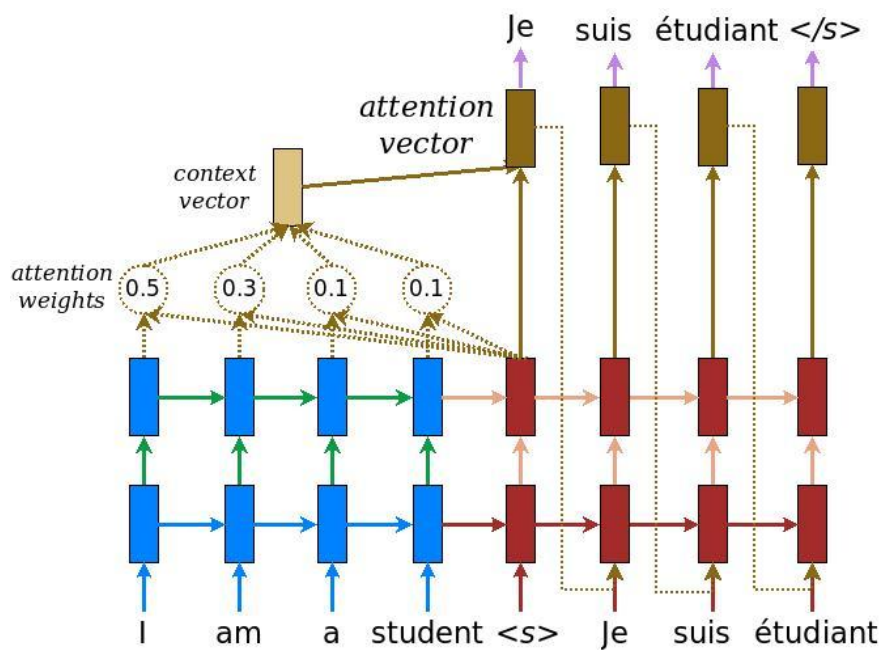 Je suis étudiant </s>
attention
vector
context
vector
attention
weights
0.5 0.3 0.1 0.1
I am a student <s> Je suis étudiant